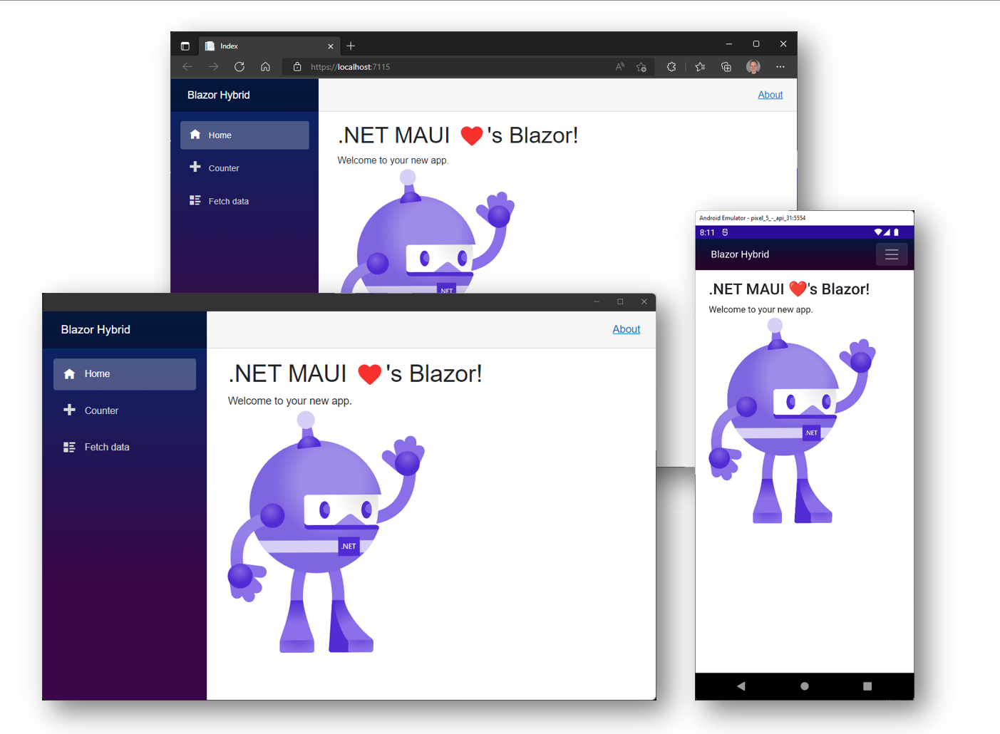 Index
https://localhost:7115
Blazor Hybrid
About
Home
Counter
Fetch data
.NET MAUI ❤'s Blazor!
Welcome to your new app.
.NET
Android Emulator - pixel_5_-_api_31:5554
8:11
Blazor Hybrid
.NET MAUI ❤'s Blazor!
Welcome to your new app.
.NET
Blazor Hybrid
About
Home
Counter
Fetch data
.NET MAUI ❤'s Blazor!
Welcome to your new app.
.NET